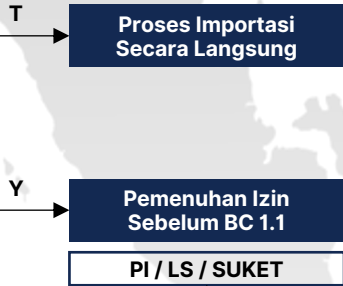 T
Proses Importasi
Secara Langsung
Y
Pemenuhan Izin
Sebelum BC 1.1
PI / LS / SUKET